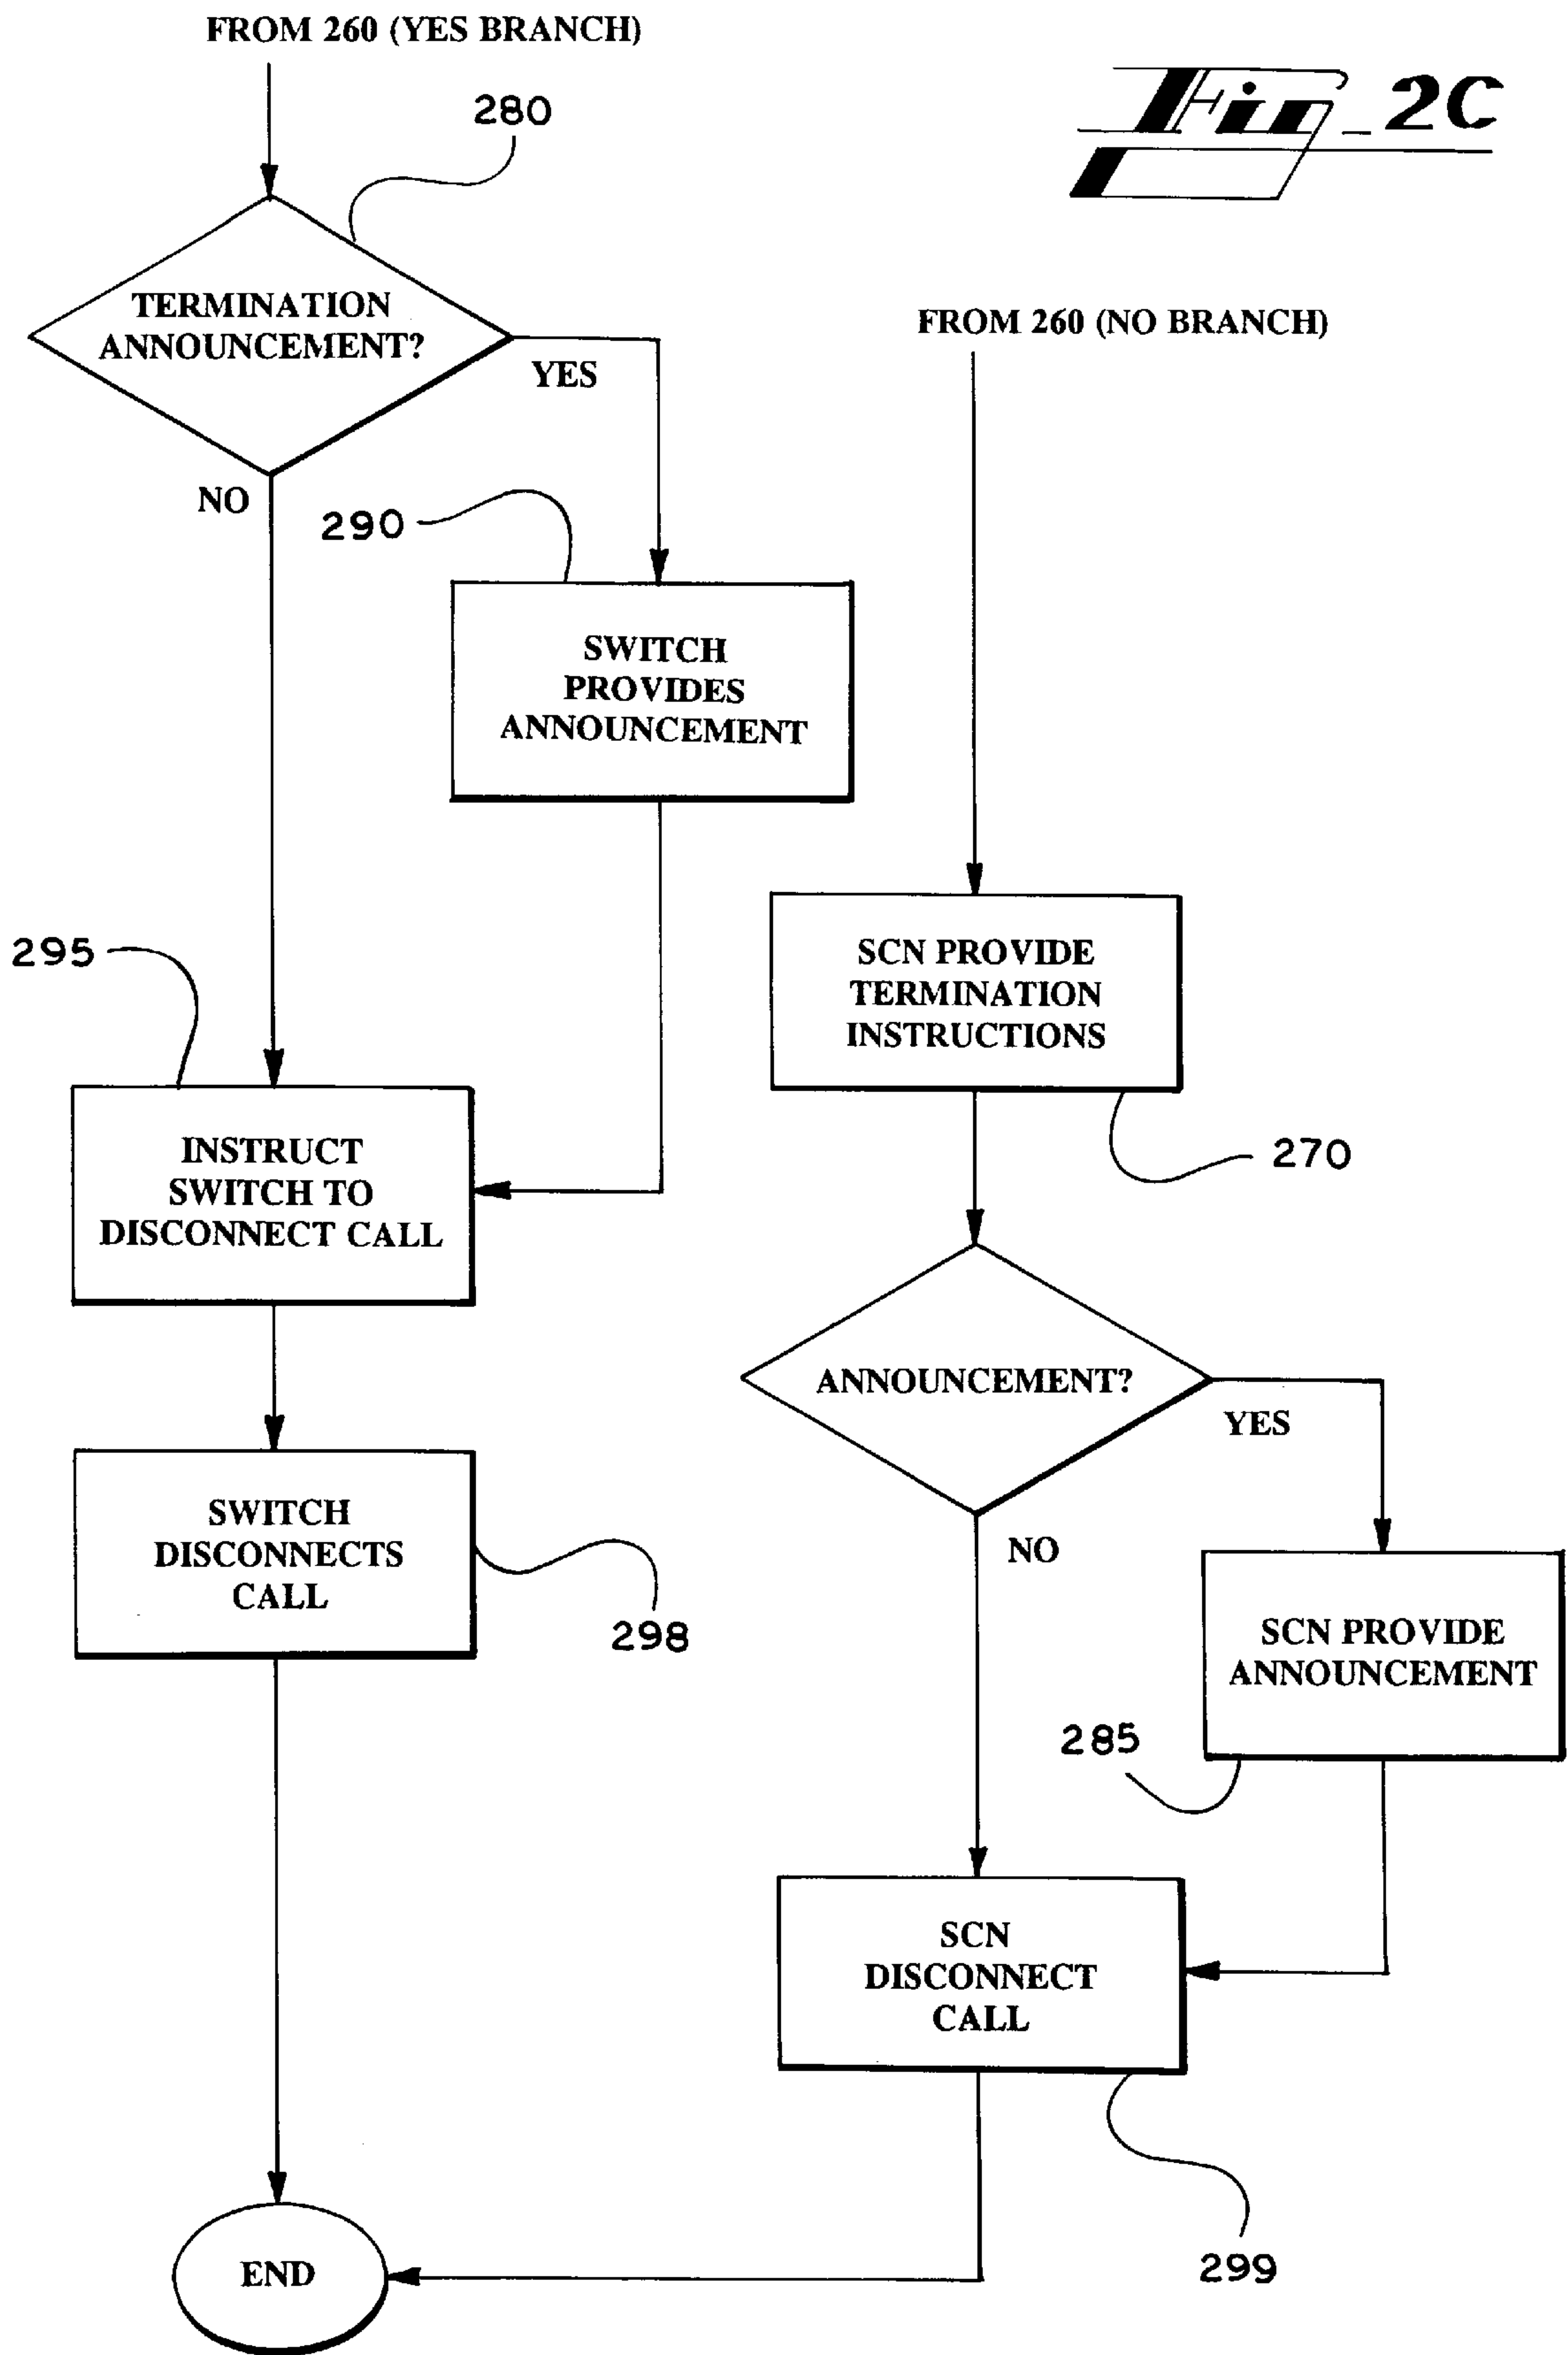 FROM 260 (YES BRANCH)
Fig_2C
280
TERMINATION
ANNOUNCEMENT?
YES
NO
FROM 260 (NO BRANCH)
290
SWITCH
PROVIDES
ANNOUNCEMENT
295
SCN PROVIDE
TERMINATION
INSTRUCTIONS
270
INSTRUCT
SWITCH TO
DISCONNECT CALL
ANNOUNCEMENT?
YES
NO
SWITCH
DISCONNECTS
CALL
298
SCN PROVIDE
ANNOUNCEMENT
285
SCN
DISCONNECT
CALL
299
END